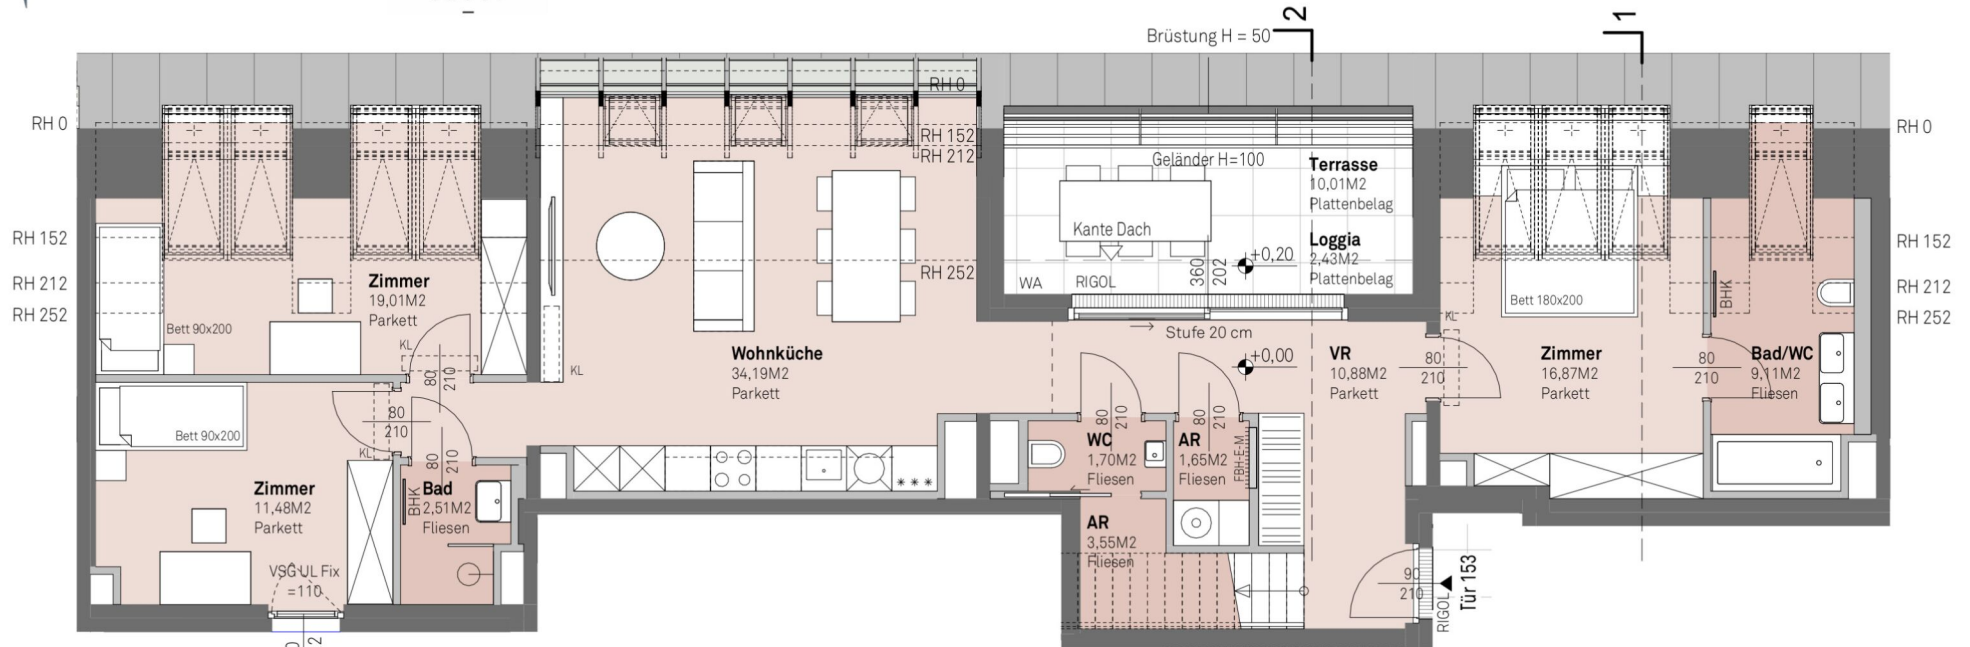 2
1
Brüstung H = 50
RH 0
RH 152
RH 212
RH 252
RH 0
RH 152
RH 212
RH 252
RH 0
RH 152
RH 212
RH 252
Zimmer
19,01M2
Parkett
Bett 90x200
KL
80
210
Zimmer
11,48M2
Parkett
Bett 90x200
KL
80
210
VSG UL Fix
=110
2
Bad
2,51M2
Fliesen
BHK
80
210
Wohnküche
34,19M2
Parkett
KL
***
Geländer H=100
Terrasse
10,01M2
Plattenbelag
Kante Dach
Loggia
2,43M2
Plattenbelag
+0,20
360
202
WA
RIGOL
Stufe 20 cm
+0,00
VR
10,88M2
Parkett
WC
1,70M2
Fliesen
80
210
AR
1,65M2
Fliesen
80
210
FBH-E-M
AR
3,55M2
Fliesen
90
210
RIGOL
Tür 153
80
210
KL
Zimmer
16,87M2
Parkett
Bett 180x200
80
210
BHK
Bad/WC
9,11M2
Fliesen